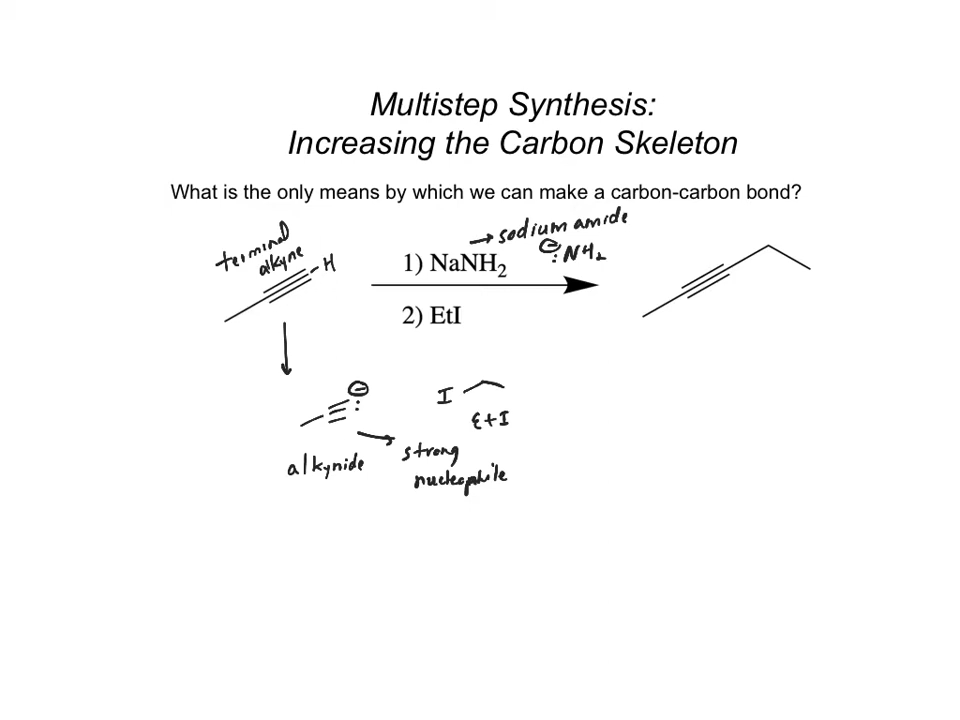 Multistep Synthesis:
Increasing the Carbon Skeleton
What is the only means by which we can make a carbon-carbon bond?
terminal
alkyne
H
1) NaNH₂
sodium amide
⊖:NH₂
2) EtI
⊖
:
I
EtI
alkynide
strong
nucleophile